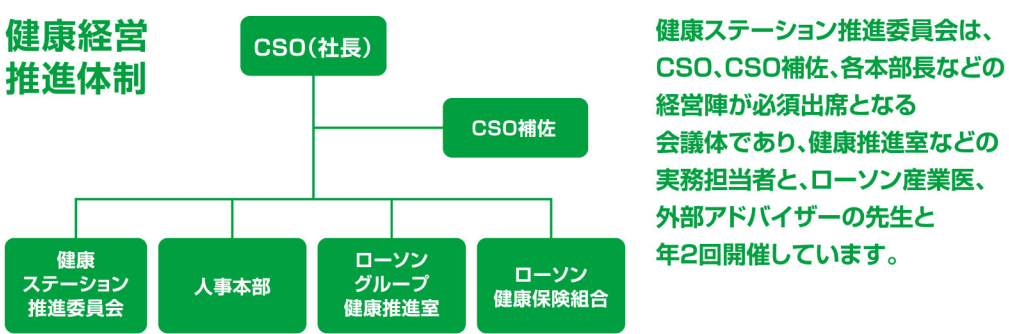 健康経営
推進体制
CSO(社長)
CSO補佐
健康
ステーション
推進委員会
人事本部
ローソン
グループ
健康推進室
ローソン
健康保険組合
健康ステーション推進委員会は、
CSO、CSO補佐、各本部長などの
経営陣が必須出席となる
会議体であり、健康推進室などの
実務担当者と、ローソン産業医、
外部アドバイザーの先生と
年2回開催しています。